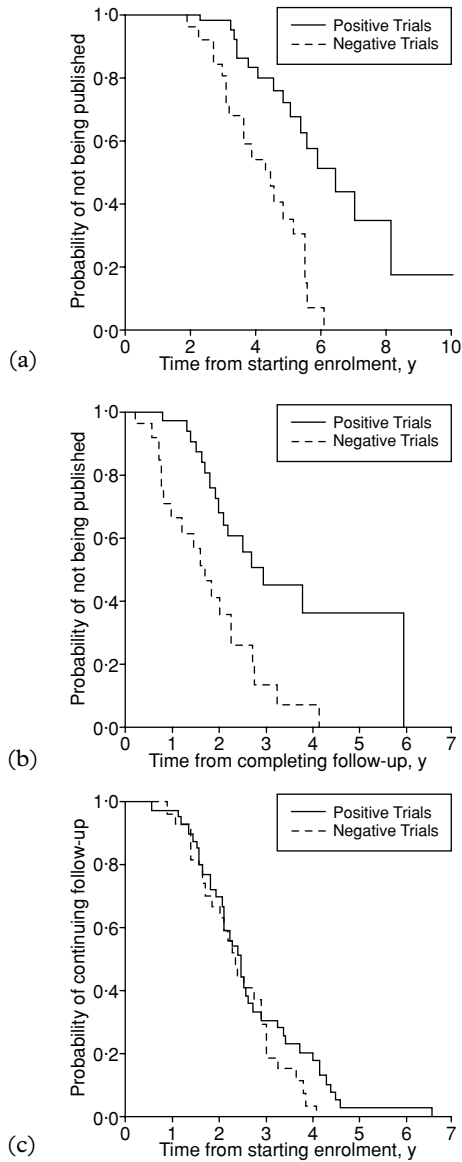 Probability of not being published
1·0
0·8
0·6
0·4
0·2
0·0
Positive Trials
Negative Trials
0 2 4 6 8 10
Time from starting enrolment, y
(a)
Probability of not being published
1·0
0·8
0·6
0·4
0·2
0·0
Positive Trials
Negative Trials
0 1 2 3 4 5 6 7
Time from completing follow-up, y
(b)
Probability of continuing follow-up
1·0
0·8
0·6
0·4
0·2
0·0
Positive Trials
Negative Trials
0 1 2 3 4 5 6 7
Time from starting enrolment, y
(c)